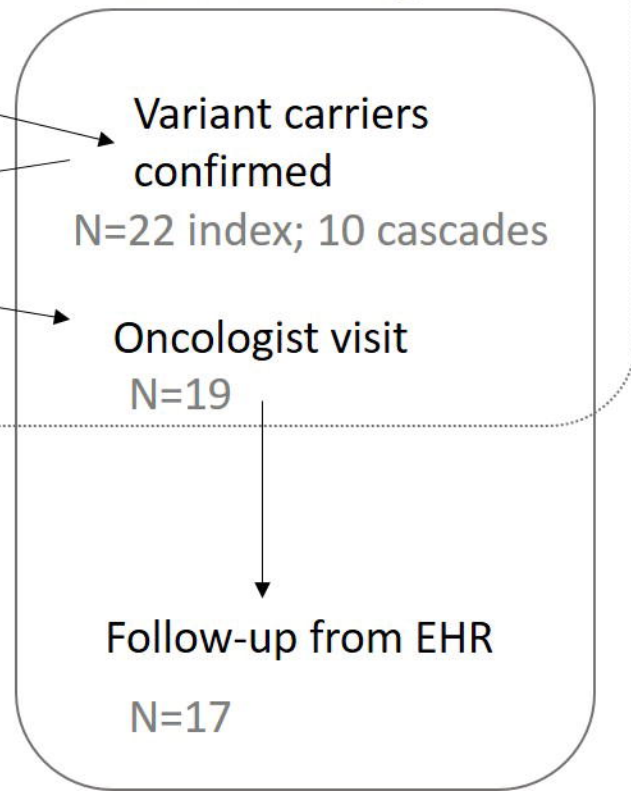 Variant carriers
confirmed
N=22 index; 10 cascades
Oncologist visit
N=19
Follow-up from EHR
N=17